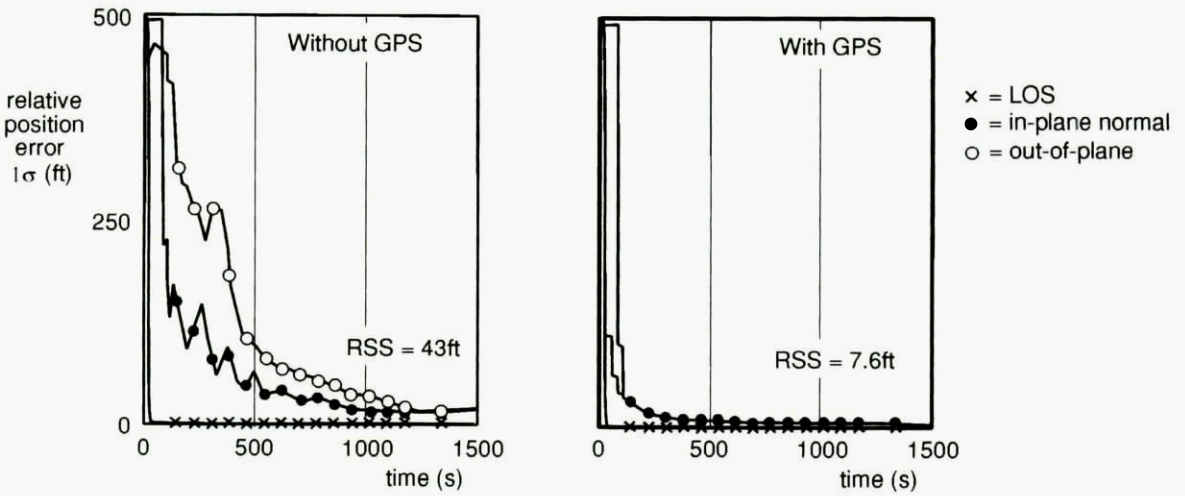 500
250
0
relative
position
error
1σ (ft)
Without GPS
RSS = 43ft
0 500 1000 1500
time (s)
With GPS
RSS = 7.6ft
0 500 1000 1500
time (s)
× = LOS
● = in-plane normal
○ = out-of-plane